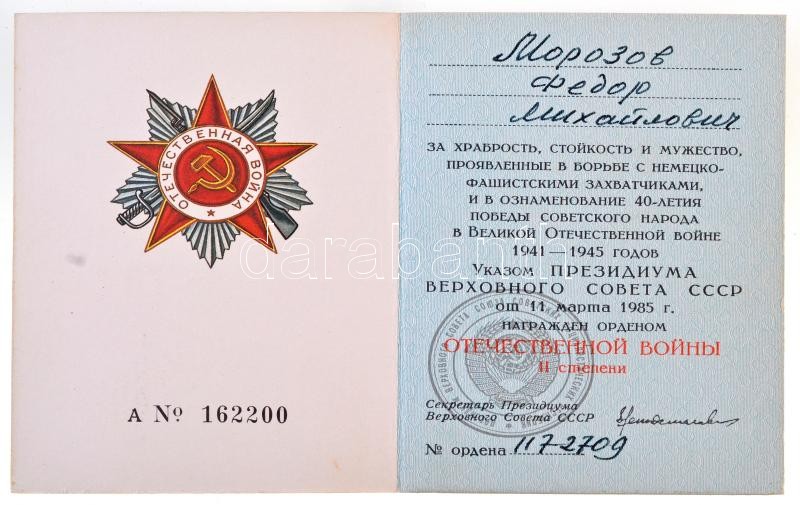 ОТЕЧЕСТВЕННАЯ ВОЙНА
А № 162200
Морозов
Федор
Михайлович
ЗА ХРАБРОСТЬ, СТОЙКОСТЬ И МУЖЕСТВО,
ПРОЯВЛЕННЫЕ В БОРЬБЕ С НЕМЕЦКО-
ФАШИСТСКИМИ ЗАХВАТЧИКАМИ,
И В ОЗНАМЕНОВАНИЕ 40-ЛЕТИЯ
ПОБЕДЫ СОВЕТСКОГО НАРОДА
В ВЕЛИКОЙ ОТЕЧЕСТВЕННОЙ ВОЙНЕ
1941—1945 ГОДОВ
УКАЗОМ ПРЕЗИДИУМА
ВЕРХОВНОГО СОВЕТА СССР
от 11 марта 1985 г.
НАГРАЖДЕН ОРДЕНОМ
ОТЕЧЕСТВЕННОЙ ВОЙНЫ
II степени
Секретарь Президиума
Верховного Совета СССР
№ ордена 1172709
darabanth